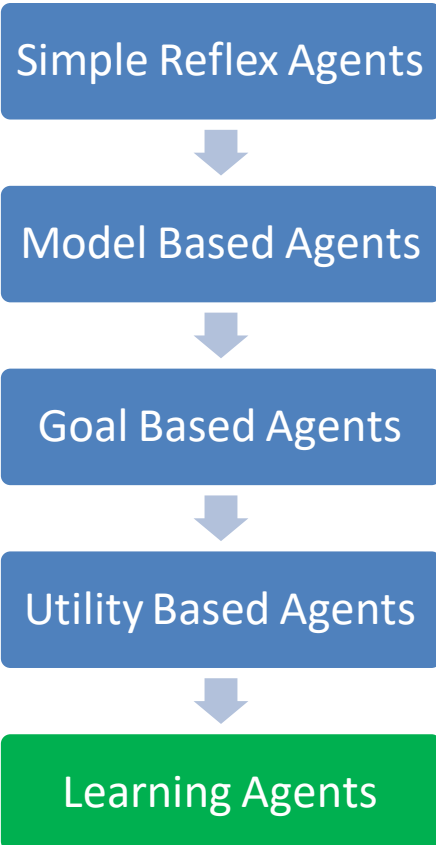 Simple Reflex Agents
Model Based Agents
Goal Based Agents
Utility Based Agents
Learning Agents